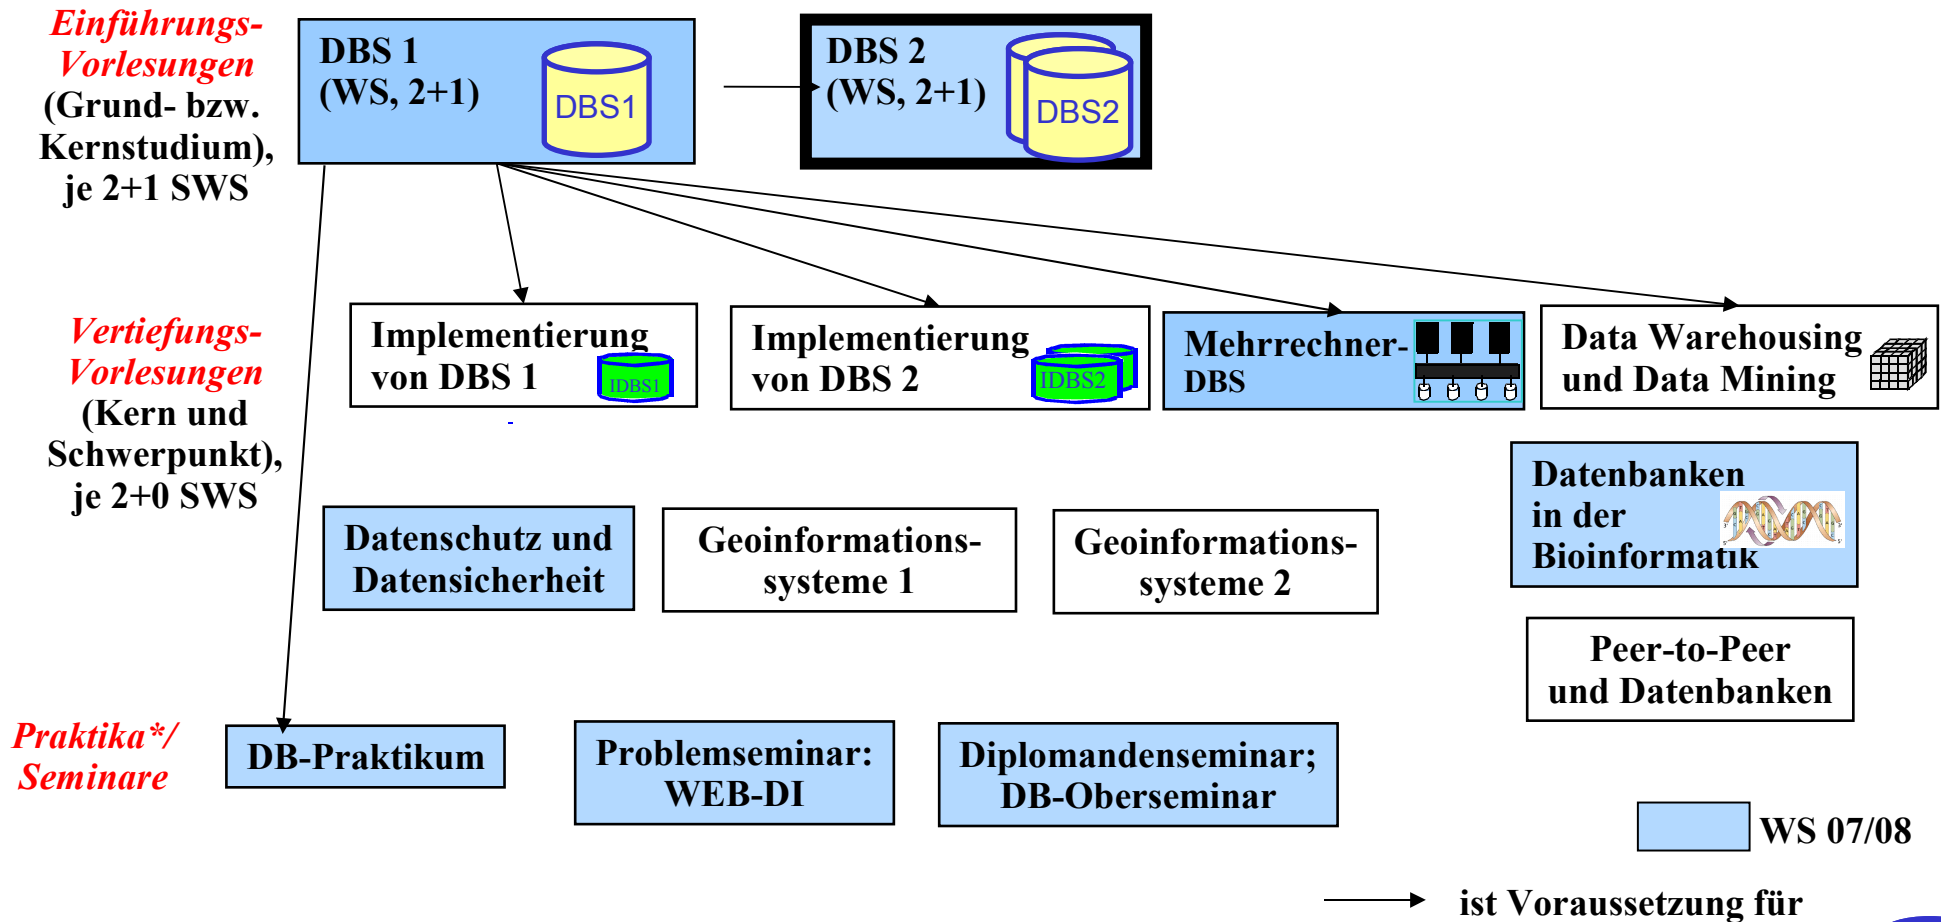 Einführungs-
Vorlesungen
(Grund- bzw.
Kernstudium),
je 2+1 SWS
DBS 1
(WS, 2+1)
DBS1
DBS 2
(WS, 2+1)
DBS2
Vertiefungs-
Vorlesungen
(Kern und
Schwerpunkt),
je 2+0 SWS
Implementierung
von DBS 1
IDBS1
Implementierung
von DBS 2
IDBS2
Mehrrechner-
DBS
Data Warehousing
und Data Mining
Datenschutz und
Datensicherheit
Geoinformations-
systeme 1
Geoinformations-
systeme 2
Datenbanken
in der
Bioinformatik
Peer-to-Peer
und Datenbanken
Praktika*/
Seminare
DB-Praktikum
Problemseminar:
WEB-DI
Diplomandenseminar;
DB-Oberseminar
WS 07/08
ist Voraussetzung für